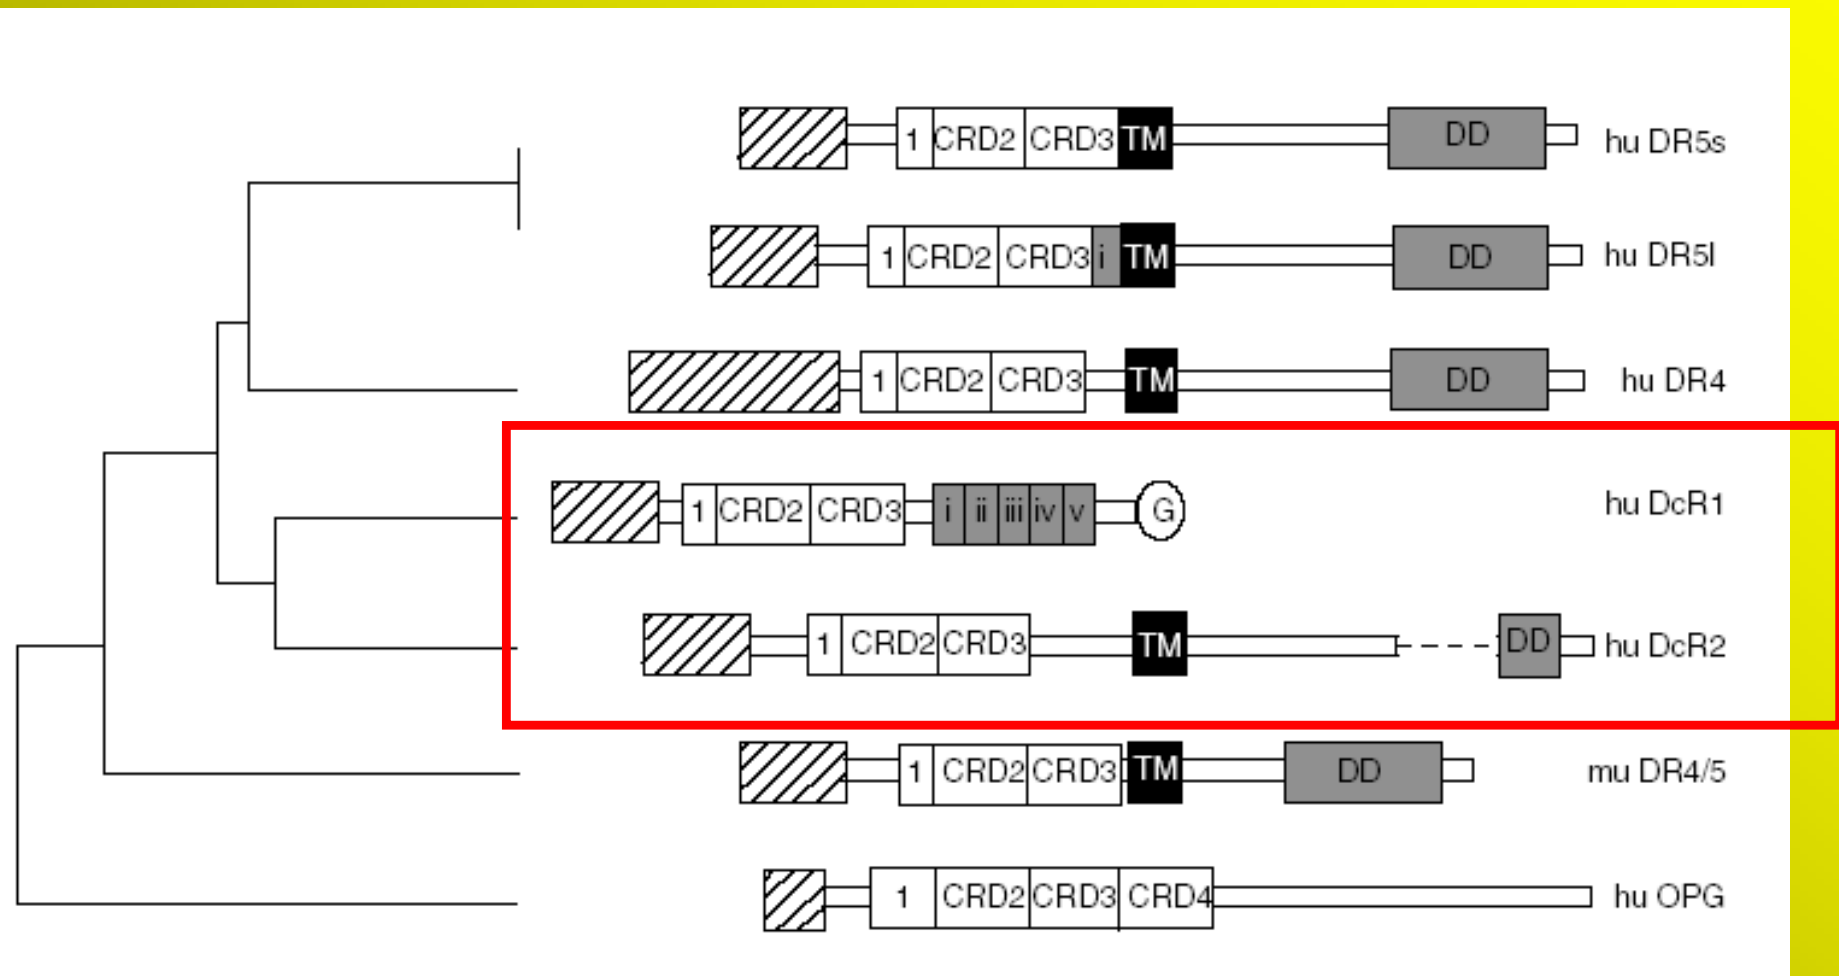 1 CRD2 CRD3 TM DD hu DR5s
1 CRD2 CRD3 i TM DD hu DR5l
1 CRD2 CRD3 TM DD hu DR4
1 CRD2 CRD3 i ii iii iv v G hu DcR1
1 CRD2 CRD3 TM DD hu DcR2
1 CRD2 CRD3 TM DD mu DR4/5
1 CRD2 CRD3 CRD4 hu OPG